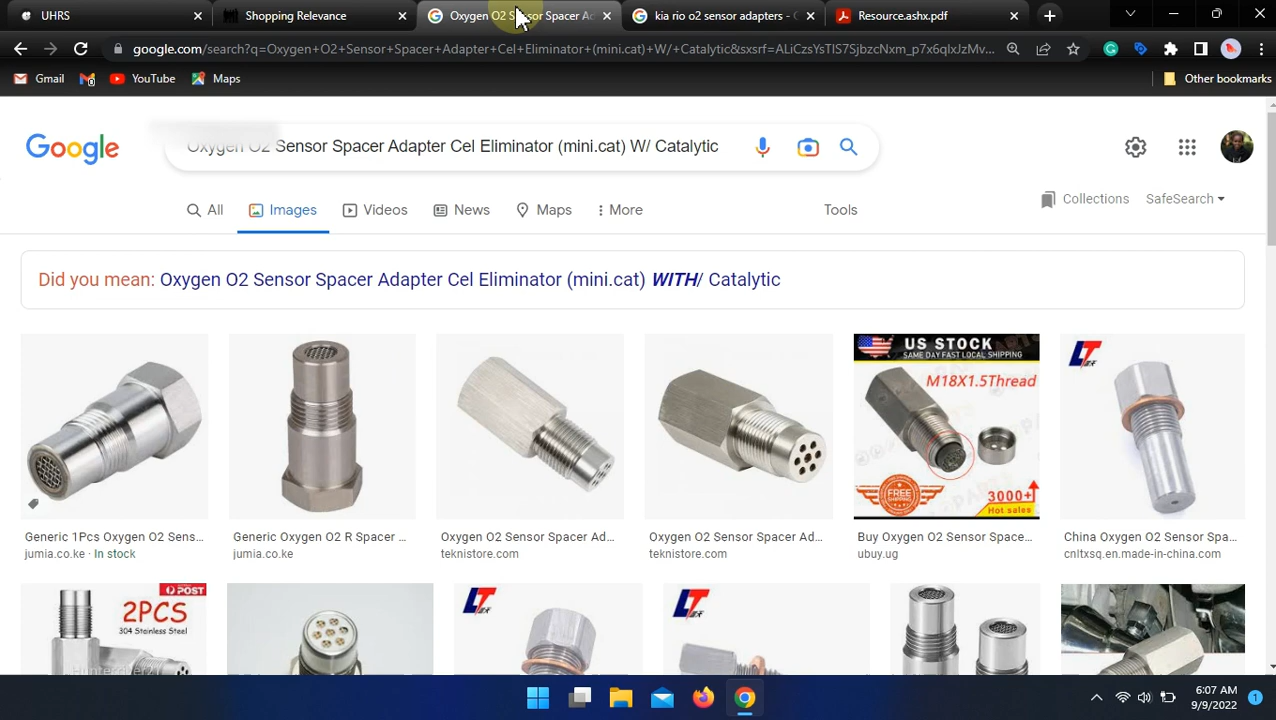 UHRS
Shopping Relevance
Oxygen O2 Sensor Spacer Ad
kia rio o2 sensor adapters - G
Resource.ashx.pdf
google.com/search?q=Oxygen+O2+Sensor+Spacer+Adapter+Cel+Eliminator+(mini.cat)+W/+Catalytic&sxsrf=ALiCzsYsTIS7SjbzcNxm_p7x6qIxJzMv...
Gmail
YouTube
Maps
Other bookmarks
Google
Oxygen O2 Sensor Spacer Adapter Cel Eliminator (mini.cat) W/ Catalytic
All
Images
Videos
News
Maps
More
Tools
Collections
SafeSearch
Did you mean: Oxygen O2 Sensor Spacer Adapter Cel Eliminator (mini.cat) WITH/ Catalytic
US STOCK
SAME DAY FAST LOCAL SHIPPING
M18X1.5Thread
FREE
SHIPPING
3000+
Hot sales
LT
Generic 1Pcs Oxygen O2 Sens...
jumia.co.ke · In stock
Generic Oxygen O2 R Spacer ...
jumia.co.ke
Oxygen O2 Sensor Spacer Ad...
teknistore.com
Oxygen O2 Sensor Spacer Ad...
teknistore.com
Buy Oxygen O2 Sensor Space...
ubuy.ug
China Oxygen O2 Sensor Spa...
cnltxsq.en.made-in-china.com
POST
2PCS
304 Stainless Steel
LT
LT
6:07 AM
9/9/2022
1